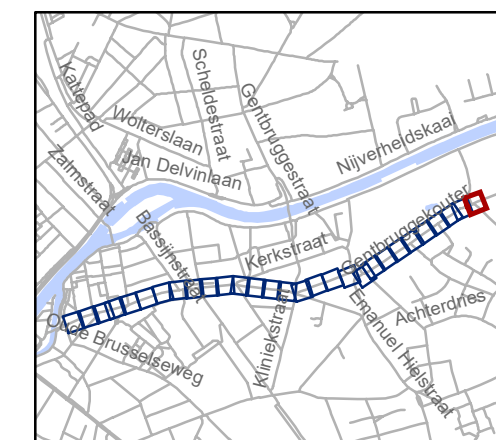 Kattepad
Scheldestraat
Gentbruggestraat
Wolterslaan
Nijverheidskaai
Jan Delvinlaan
Zalmstraat
Gentbruggekouter
Bassijnstraat
Kerkstraat
Achterdries
Emanuel Hielstraat
Oude Brusselseweg
Kliniekstraat